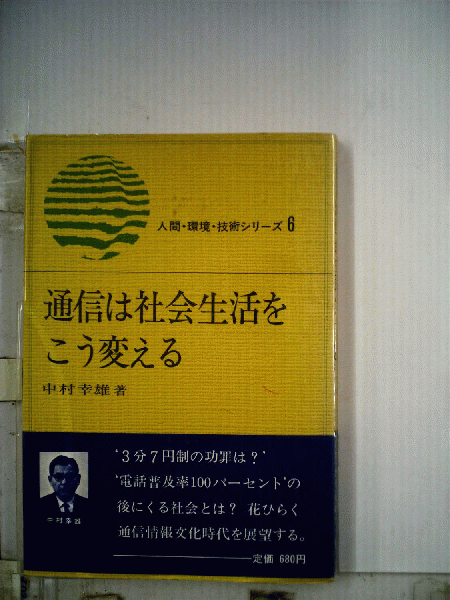 人間・環境・技術シリーズ 6
通信は社会生活を
こう変える
中村幸雄著
‘3分7円制の功罪は？’
‘電話普及率100パーセント’の
後にくる社会とは？ 花ひらく
通信情報文化時代を展望する。
定価 680円
中村幸雄